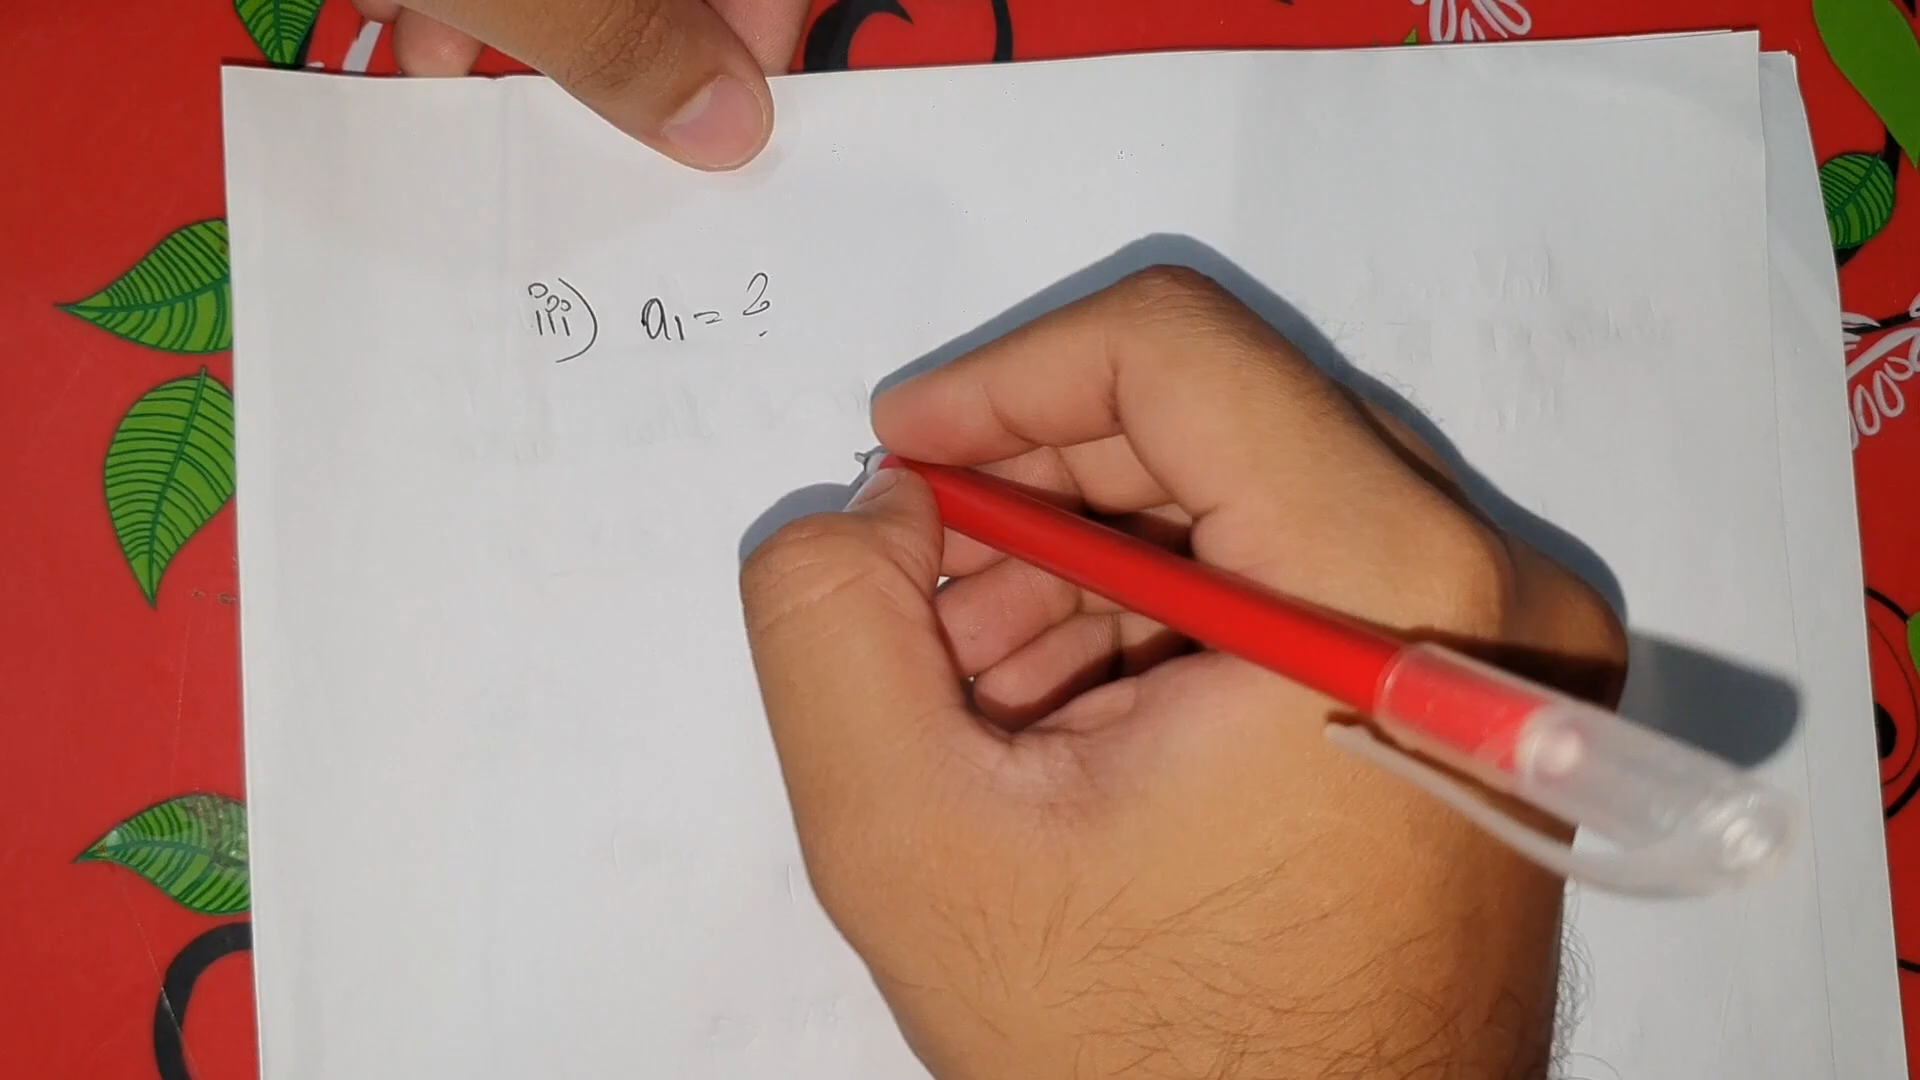 iii) a₁ = ?